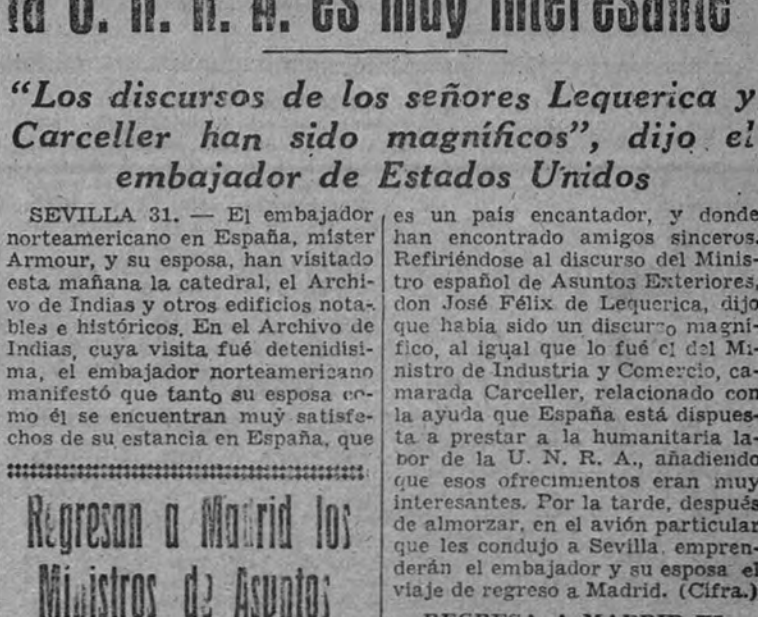 la U. N. R. A. es muy interesante
“Los discursos de los señores Lequerica y
Carceller han sido magníficos”, dijo el
embajador de Estados Unidos
SEVILLA 31. — El embajador
norteamericano en España, míster
Armour, y su esposa, han visitado
esta mañana la catedral, el Archi-
vo de Indias y otros edificios nota-
bles e históricos. En el Archivo de
Indias, cuya visita fué detenidísi-
ma, el embajador norteamericano
manifestó que tanto su esposa co-
mo él se encuentran muy satisfe-
chos de su estancia en España, que
es un país encantador, y donde
han encontrado amigos sinceros.
Refiriéndose al discurso del Minis-
tro español de Asuntos Exteriores,
don José Félix de Lequerica, dijo
que había sido un discurso magní-
fico, al igual que lo fué el del Mi-
nistro de Industria y Comercio, ca-
marada Carceller, relacionado con
la ayuda que España está dispues-
ta a prestar a la humanitaria la-
bor de la U. N. R. A., añadiendo
que esos ofrecimientos eran muy
interesantes. Por la tarde, después
de almorzar, en el avión particular
que les condujo a Sevilla, empren-
derán el embajador y su esposa el
viaje de regreso a Madrid. (Cifra.)
Regresan a Madrid los
Ministros de Asuntos
REGRESA A MADRID